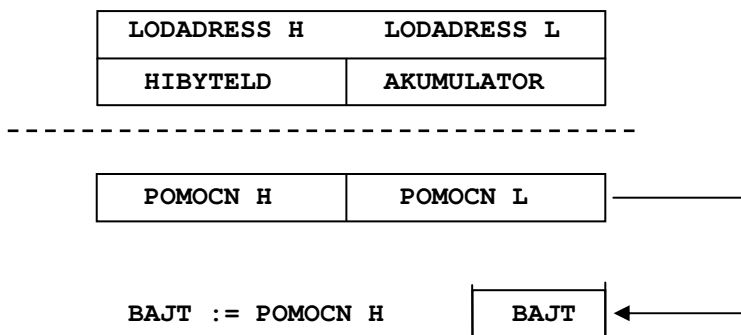 LODADRESS H LODADRESS L
HIBYTELD AKUMULATOR
POMOCN H POMOCN L
BAJT := POMOCN H BAJT